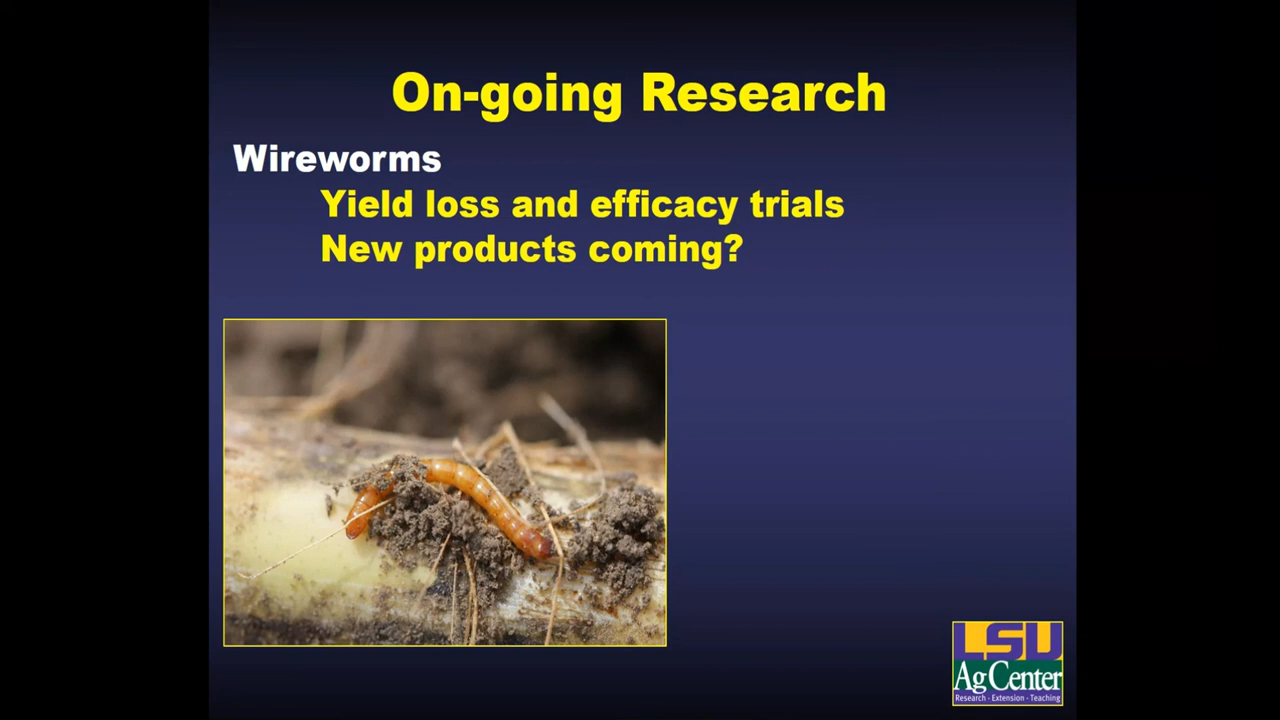 On-going Research
Wireworms
Yield loss and efficacy trials
New products coming?
LSU
AgCenter
Research - Extension - Teaching